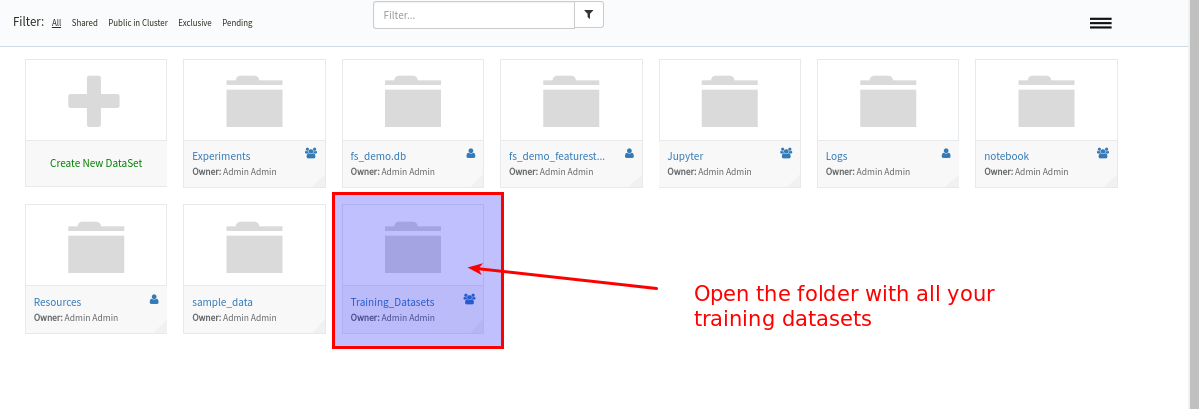 Filter: All Shared Public in Cluster Exclusive Pending
Filter...
Create New DataSet
Experiments
Owner: Admin Admin
fs_demo.db
Owner: Admin Admin
fs_demo_featurest...
Owner: Admin Admin
Jupyter
Owner: Admin Admin
Logs
Owner: Admin Admin
notebook
Owner: Admin Admin
Resources
Owner: Admin Admin
sample_data
Owner: Admin Admin
Training_Datasets
Owner: Admin Admin
Open the folder with all your
training datasets